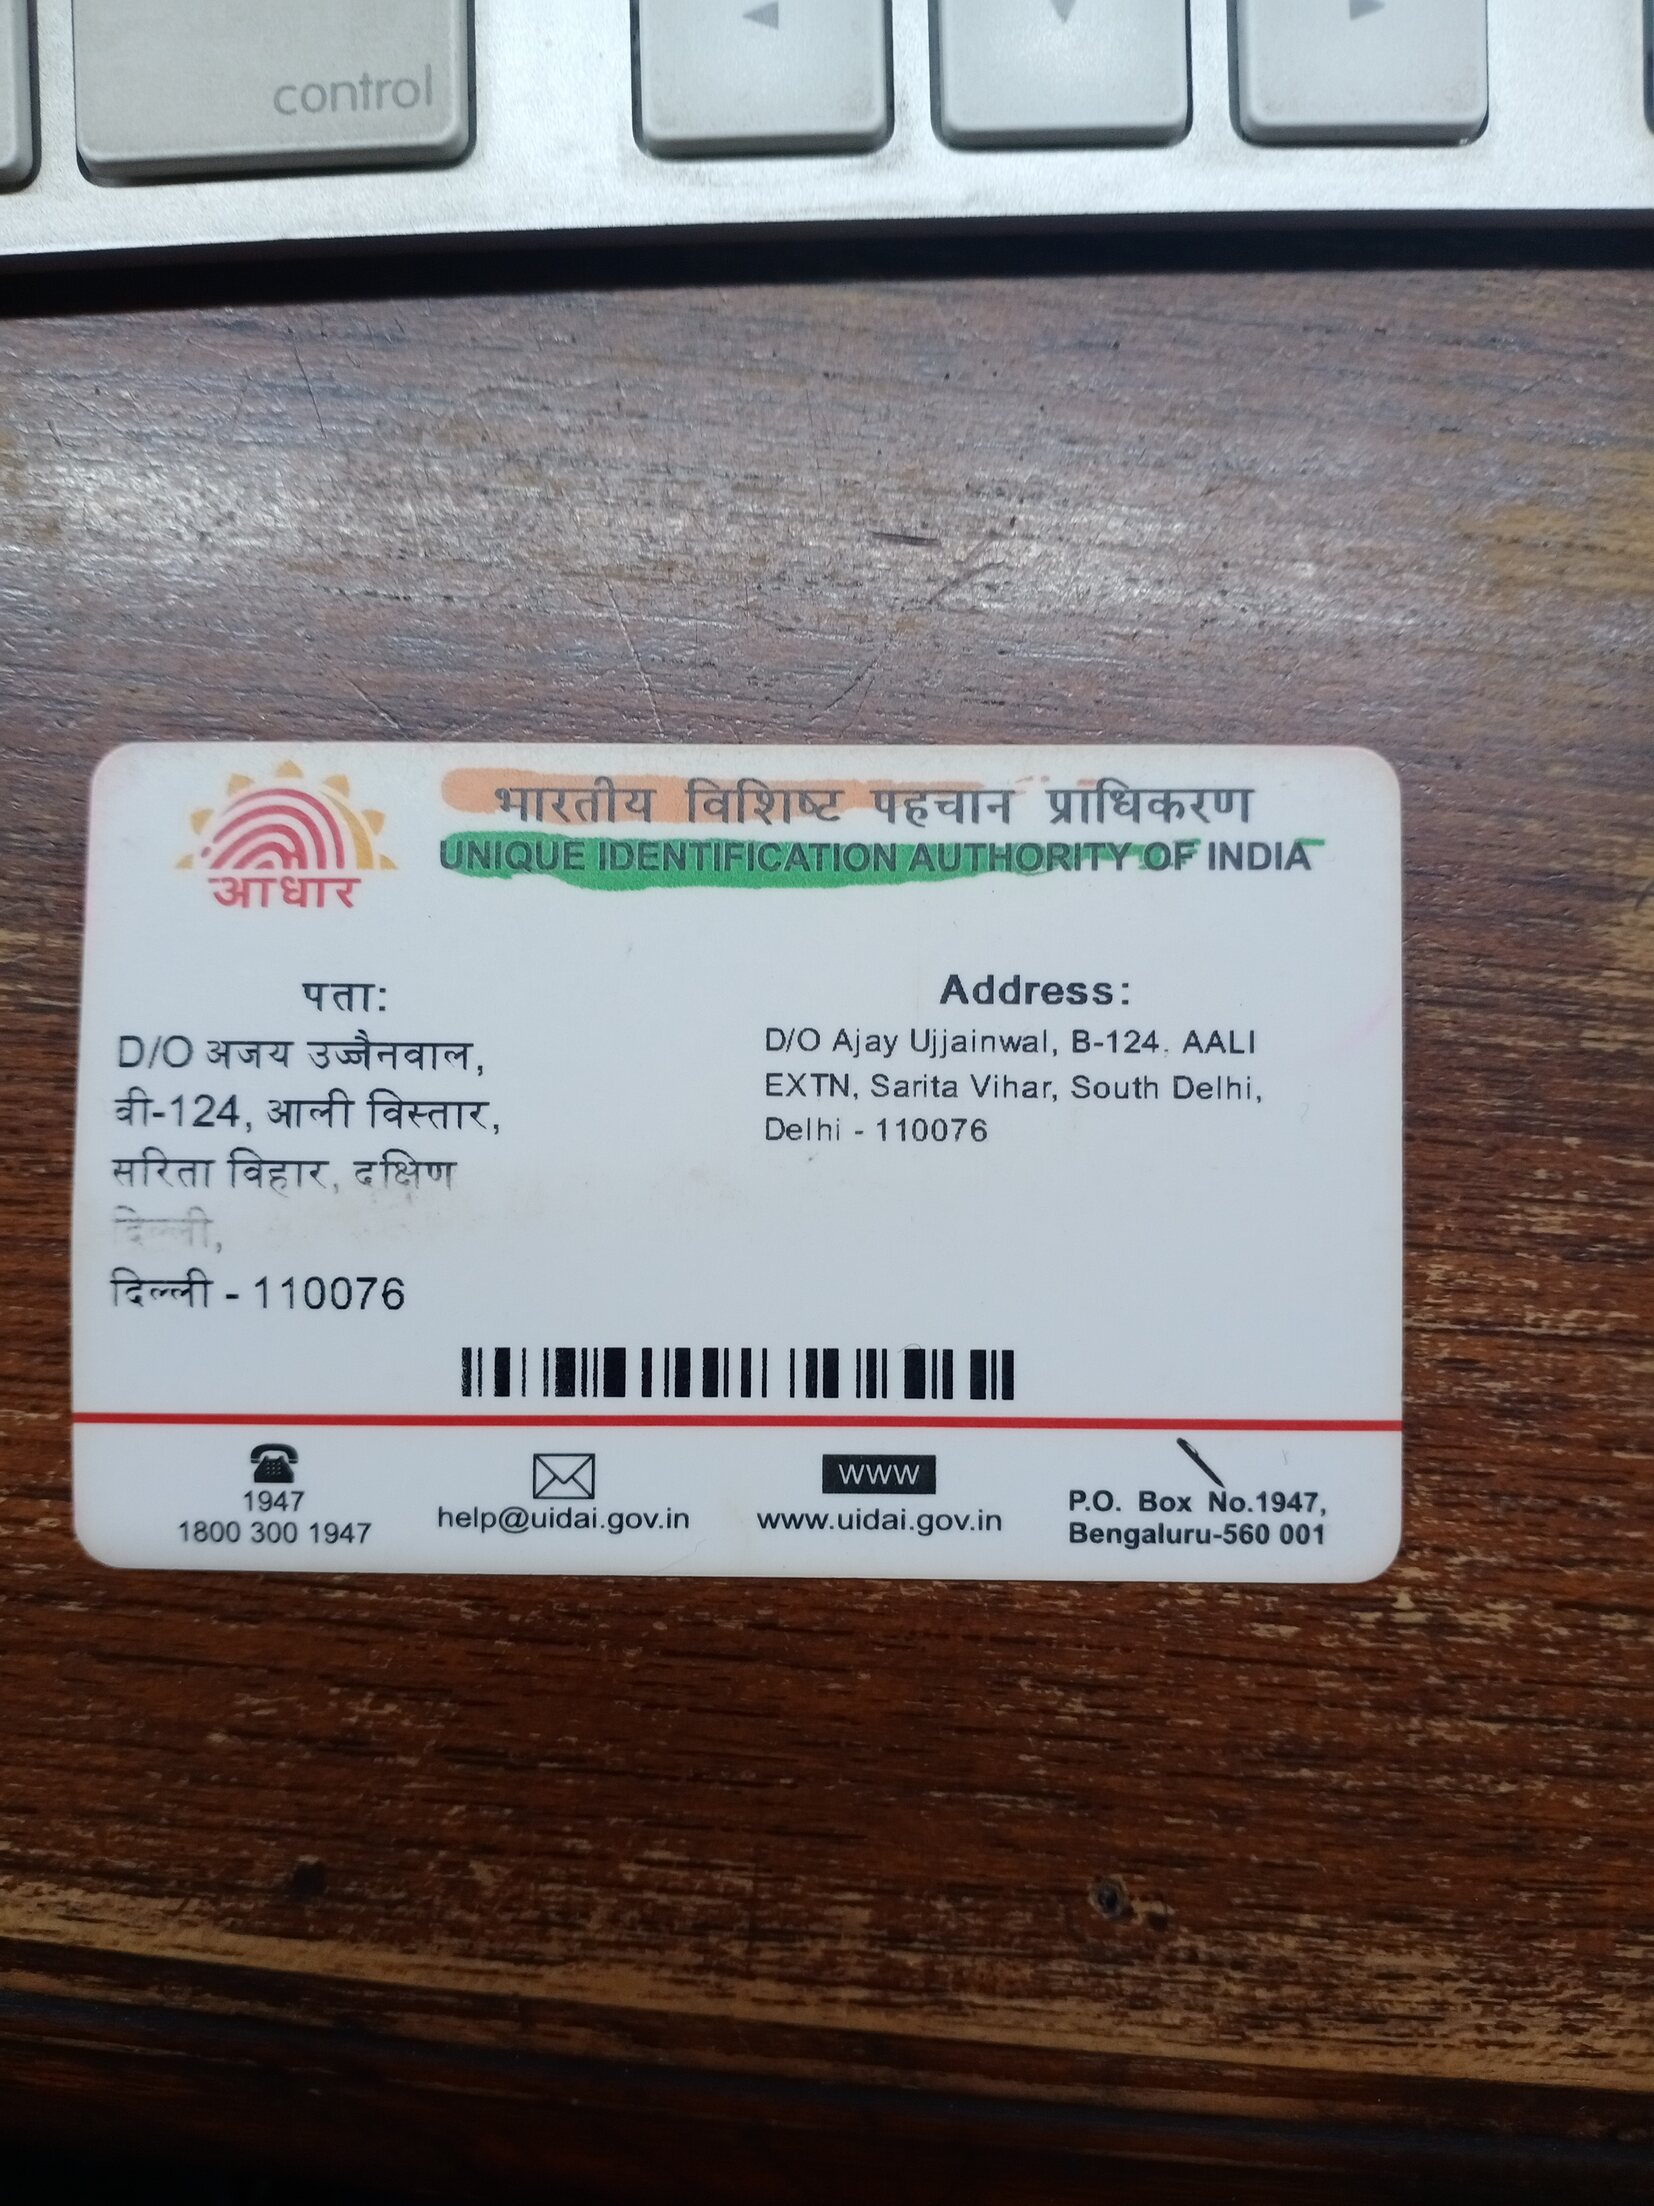 control
भारतीय विशिष्ट पहचान प्राधिकरण
UNIQUE IDENTIFICATION AUTHORITY OF INDIA
आधार
पता:
D/O अजय उज्जैनवाल,
वी-124, आली विस्तार,
सरिता विहार, दक्षिण
दिल्ली,
दिल्ली - 110076
Address:
D/O Ajay Ujjainwal, B-124, AALI
EXTN, Sarita Vihar, South Delhi,
Delhi - 110076
1947
1800 300 1947
help@uidai.gov.in
WWW
www.uidai.gov.in
P.O. Box No.1947,
Bengaluru-560 001